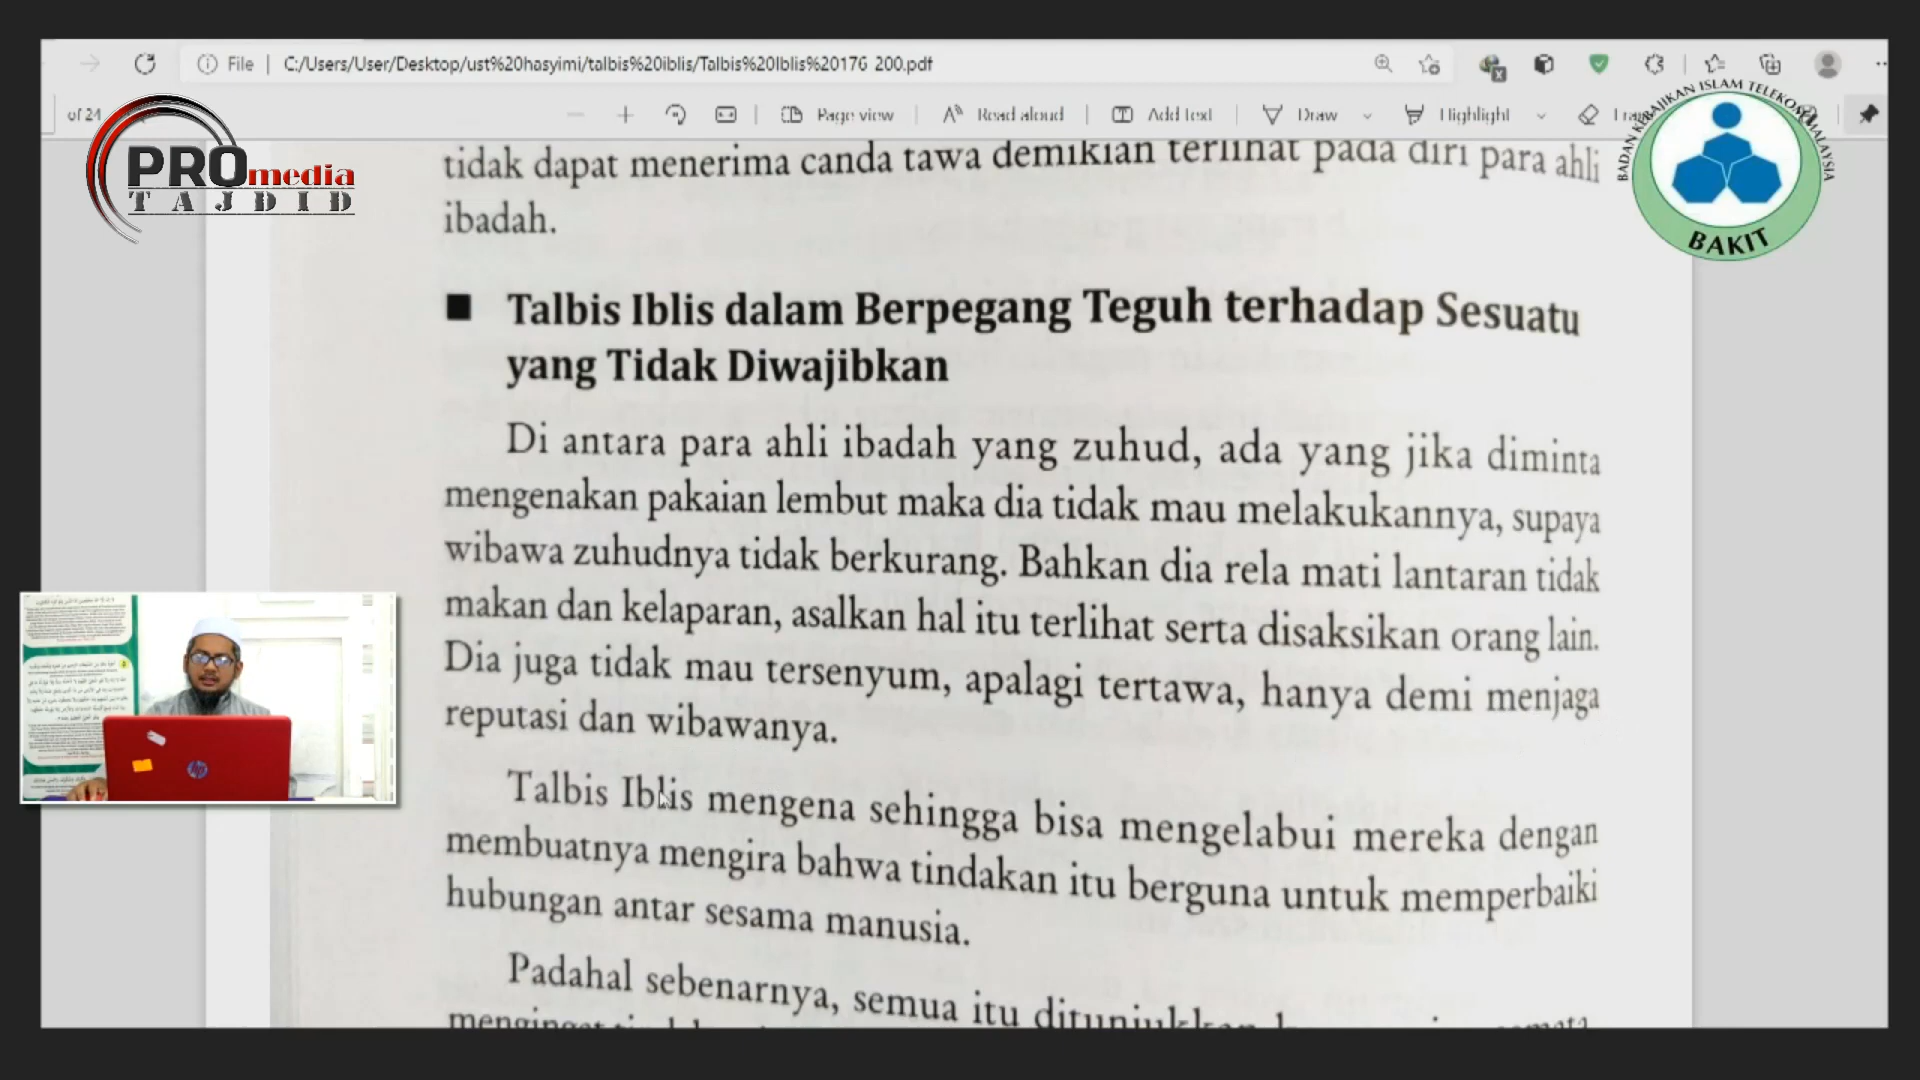 File | C:/Users/User/Desktop/ust%20hasyimi/talbis%20iblis/Talbis%20Iblis%20176 200.pdf
of 24
Page view
Read aloud
Add text
Draw
Highlight
PROmedia
TAJDID
BADAN KEBAJIKAN ISLAM TELEKOM MALAYSIA
BAKIT
tidak dapat menerima canda tawa demikian terlihat pada diri para ahli
ibadah.
■ Talbis Iblis dalam Berpegang Teguh terhadap Sesuatu
yang Tidak Diwajibkan
Di antara para ahli ibadah yang zuhud, ada yang jika diminta
mengenakan pakaian lembut maka dia tidak mau melakukannya, supaya
wibawa zuhudnya tidak berkurang. Bahkan dia rela mati lantaran tidak
makan dan kelaparan, asalkan hal itu terlihat serta disaksikan orang lain.
Dia juga tidak mau tersenyum, apalagi tertawa, hanya demi menjaga
reputasi dan wibawanya.
Talbis Iblis mengena sehingga bisa mengelabui mereka dengan
membuatnya mengira bahwa tindakan itu berguna untuk memperbaiki
hubungan antar sesama manusia.
Padahal sebenarnya, semua itu ditunjukkan
hp